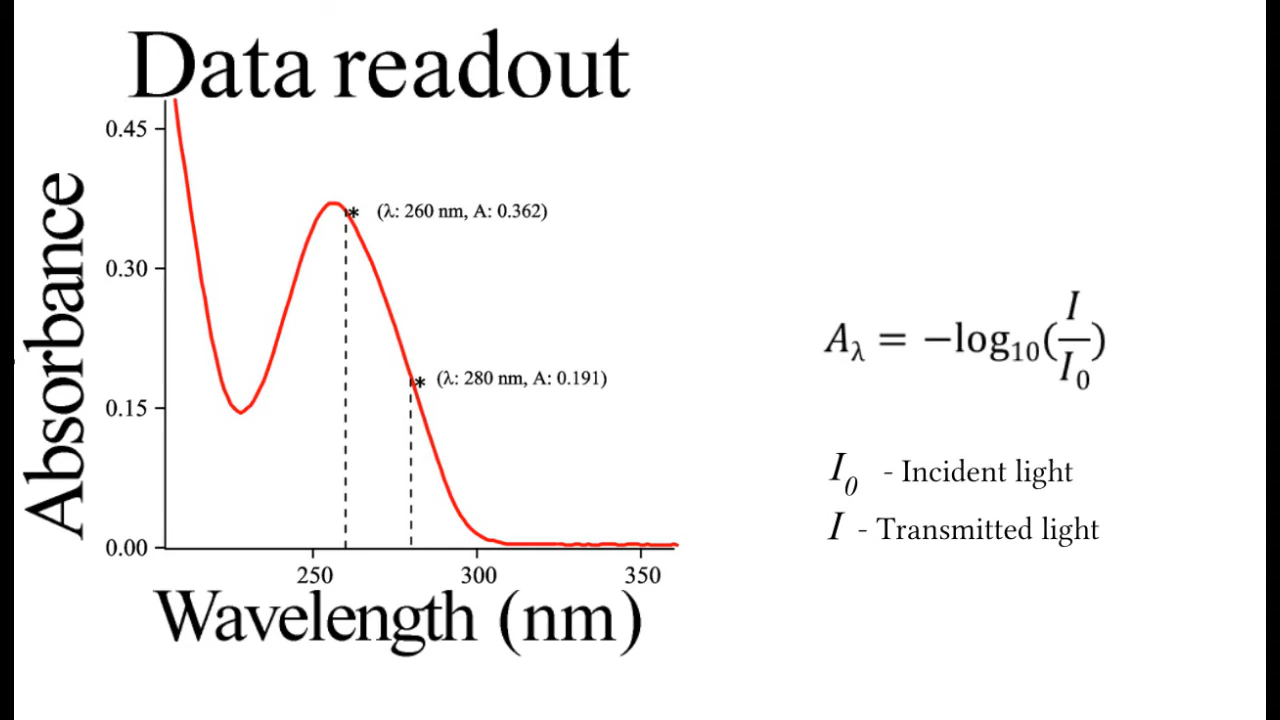 Data readout
Absorbance
0.45
0.30
0.15
0.00
* (λ: 260 nm, A: 0.362)
* (λ: 280 nm, A: 0.191)
250 300 350
Wavelength (nm)
A_λ = −log₁₀(I/I₀)
I₀ - Incident light
I - Transmitted light